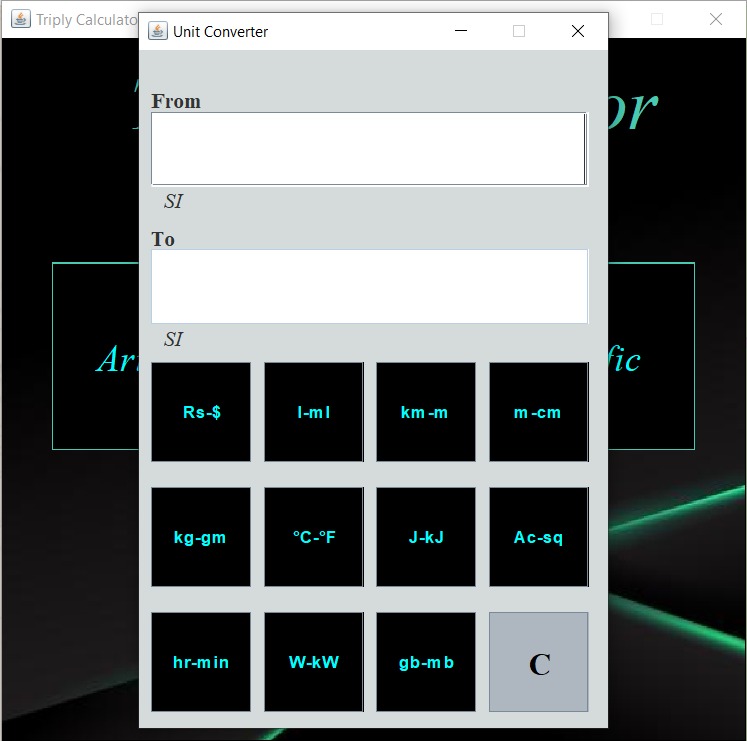 Triply Calculato
Unit Converter
or
From
SI
To
SI
Ar
fic
Rs-$ l-ml km-m m-cm
kg-gm °C-°F J-kJ Ac-sq
hr-min W-kW gb-mb C